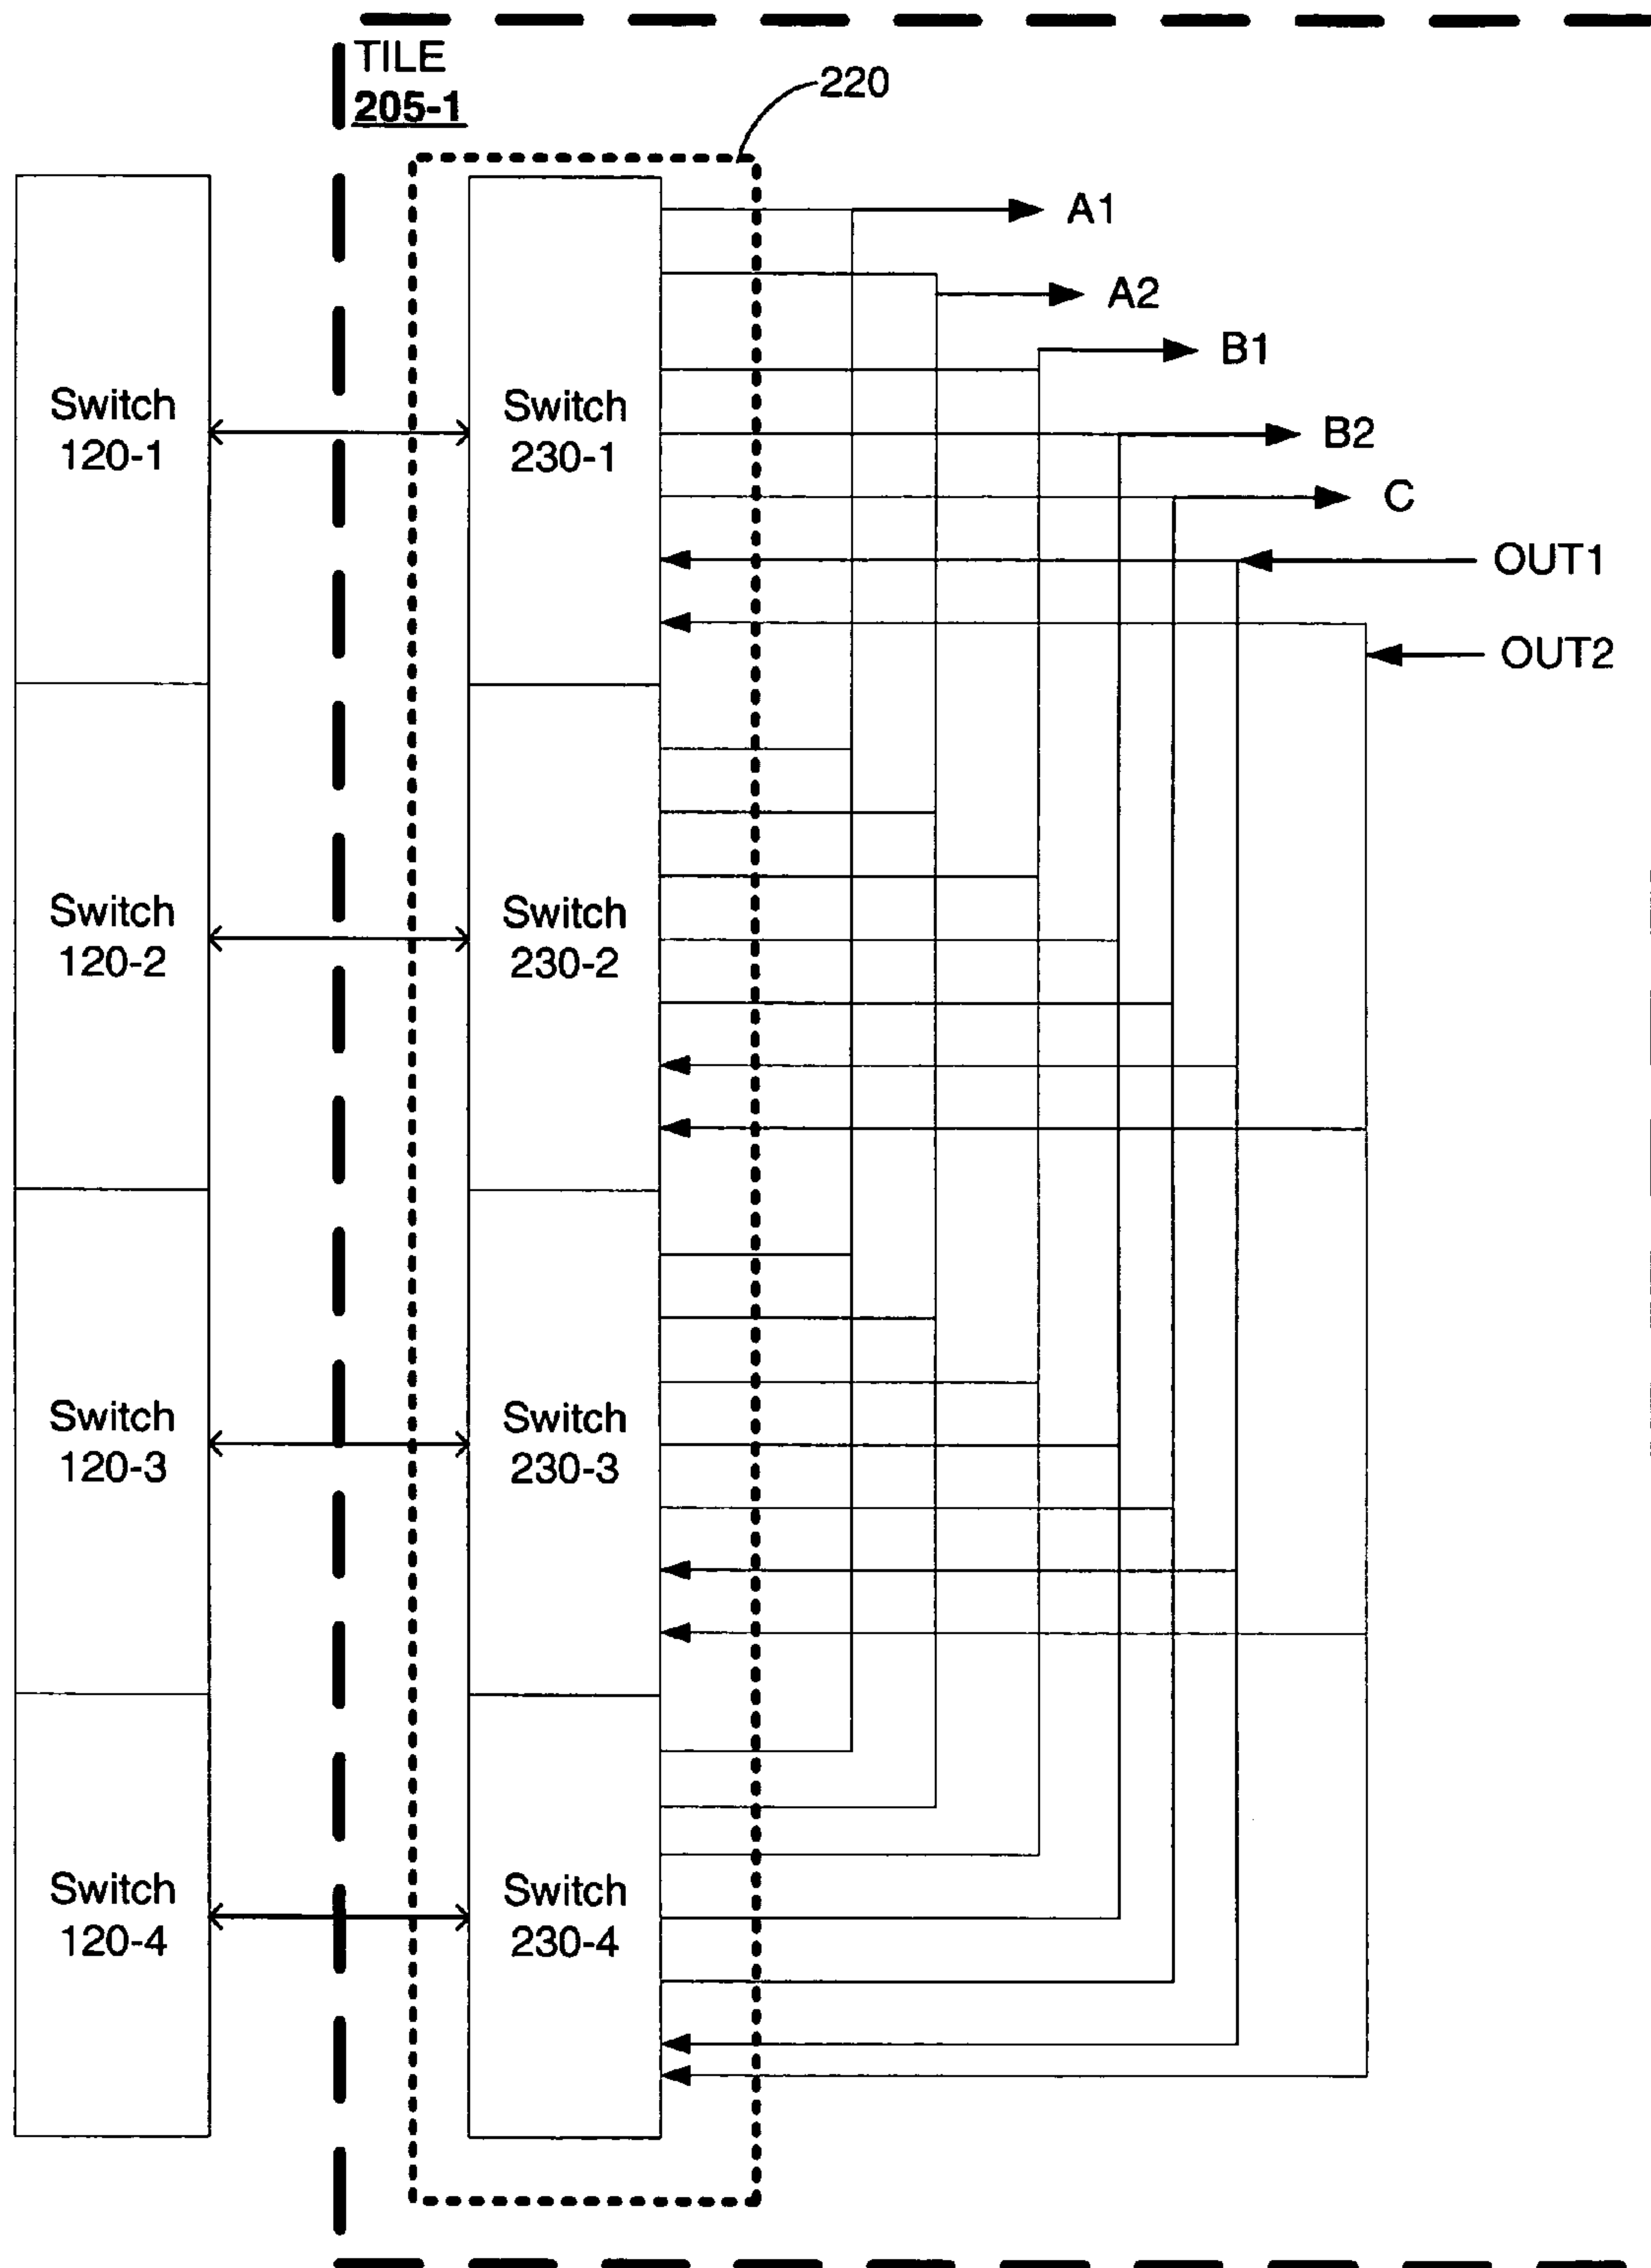 TILE
205-1
220
A1
A2
B1
Switch
120-1
Switch
230-1
B2
C
OUT1
OUT2
Switch
120-2
Switch
230-2
Switch
120-3
Switch
230-3
Switch
120-4
Switch
230-4